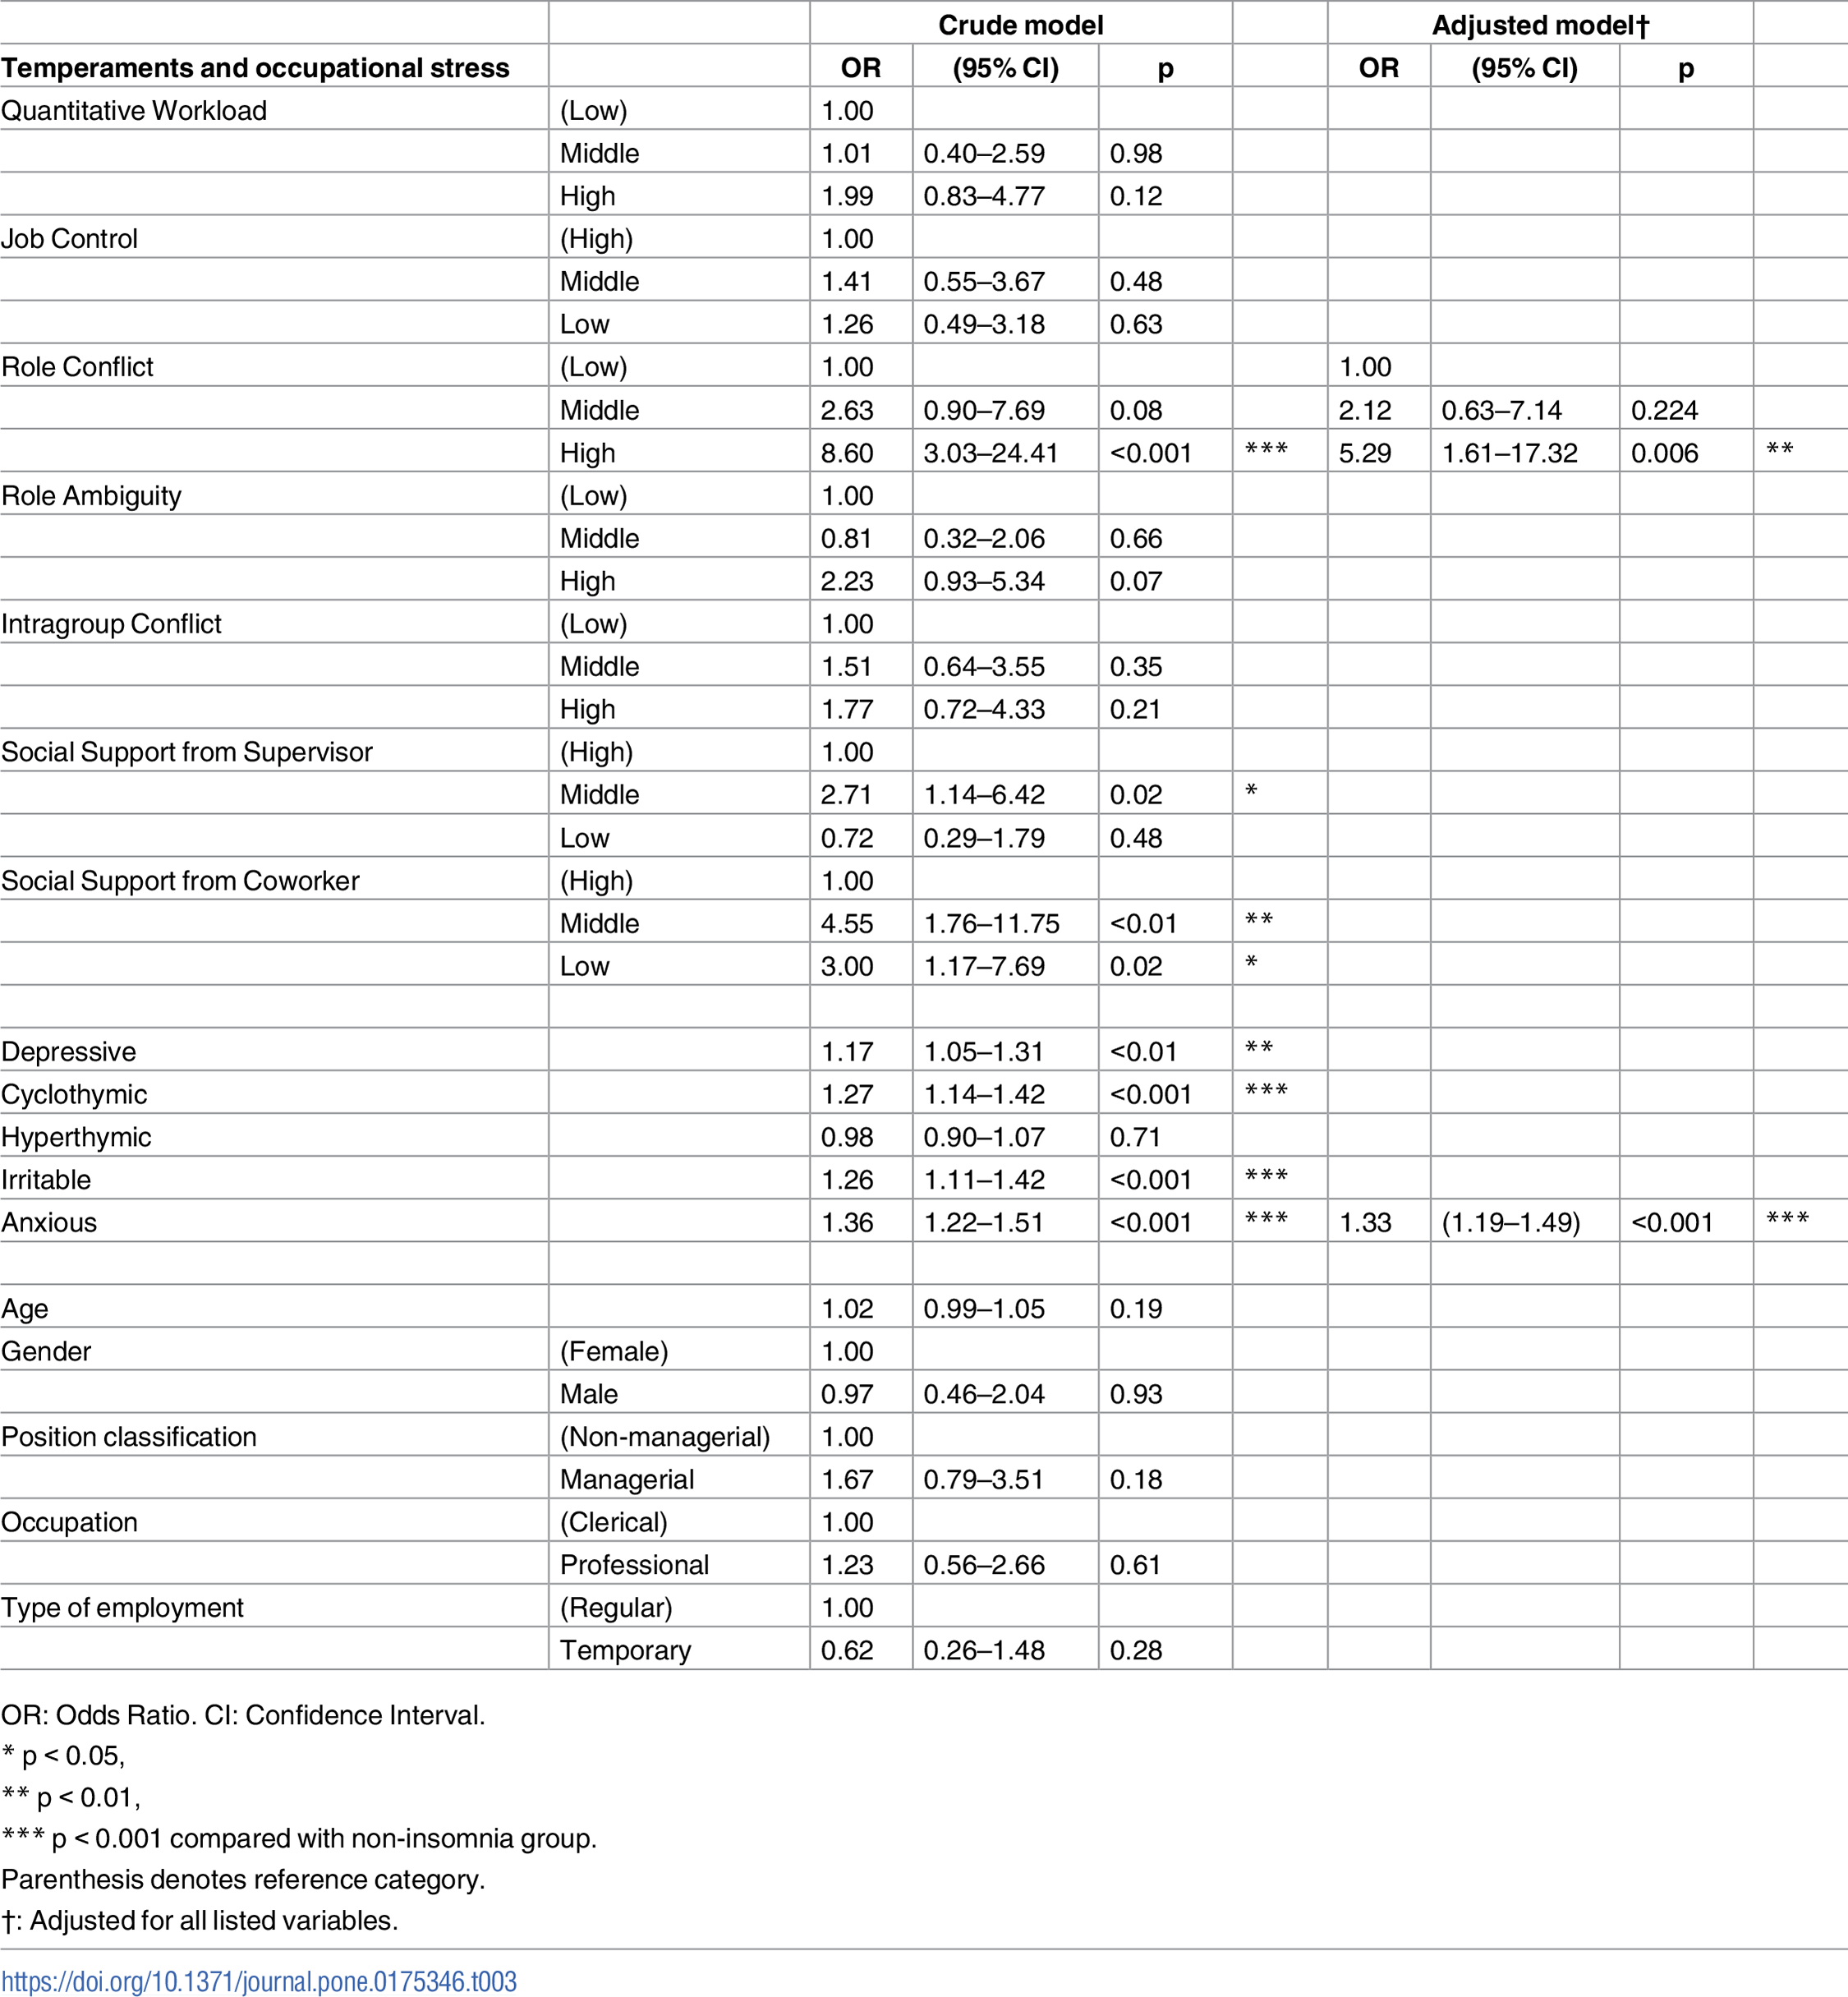 Crude model Adjusted model†
Temperaments and occupational stress OR (95% CI) p OR (95% CI) p
Quantitative Workload (Low) 1.00
Middle 1.01 0.40–2.59 0.98
High 1.99 0.83–4.77 0.12
Job Control (High) 1.00
Middle 1.41 0.55–3.67 0.48
Low 1.26 0.49–3.18 0.63
Role Conflict (Low) 1.00 1.00
Middle 2.63 0.90–7.69 0.08 2.12 0.63–7.14 0.224
High 8.60 3.03–24.41 <0.001 *** 5.29 1.61–17.32 0.006 **
Role Ambiguity (Low) 1.00
Middle 0.81 0.32–2.06 0.66
High 2.23 0.93–5.34 0.07
Intragroup Conflict (Low) 1.00
Middle 1.51 0.64–3.55 0.35
High 1.77 0.72–4.33 0.21
Social Support from Supervisor (High) 1.00
Middle 2.71 1.14–6.42 0.02 *
Low 0.72 0.29–1.79 0.48
Social Support from Coworker (High) 1.00
Middle 4.55 1.76–11.75 <0.01 **
Low 3.00 1.17–7.69 0.02 *
Depressive 1.17 1.05–1.31 <0.01 **
Cyclothymic 1.27 1.14–1.42 <0.001 ***
Hyperthymic 0.98 0.90–1.07 0.71
Irritable 1.26 1.11–1.42 <0.001 ***
Anxious 1.36 1.22–1.51 <0.001 *** 1.33 (1.19–1.49) <0.001 ***
Age 1.02 0.99–1.05 0.19
Gender (Female) 1.00
Male 0.97 0.46–2.04 0.93
Position classification (Non-managerial) 1.00
Managerial 1.67 0.79–3.51 0.18
Occupation (Clerical) 1.00
Professional 1.23 0.56–2.66 0.61
Type of employment (Regular) 1.00
Temporary 0.62 0.26–1.48 0.28
OR: Odds Ratio. CI: Confidence Interval.
* p < 0.05,
** p < 0.01,
*** p < 0.001 compared with non-insomnia group.
Parenthesis denotes reference category.
†: Adjusted for all listed variables.
https://doi.org/10.1371/journal.pone.0175346.t003